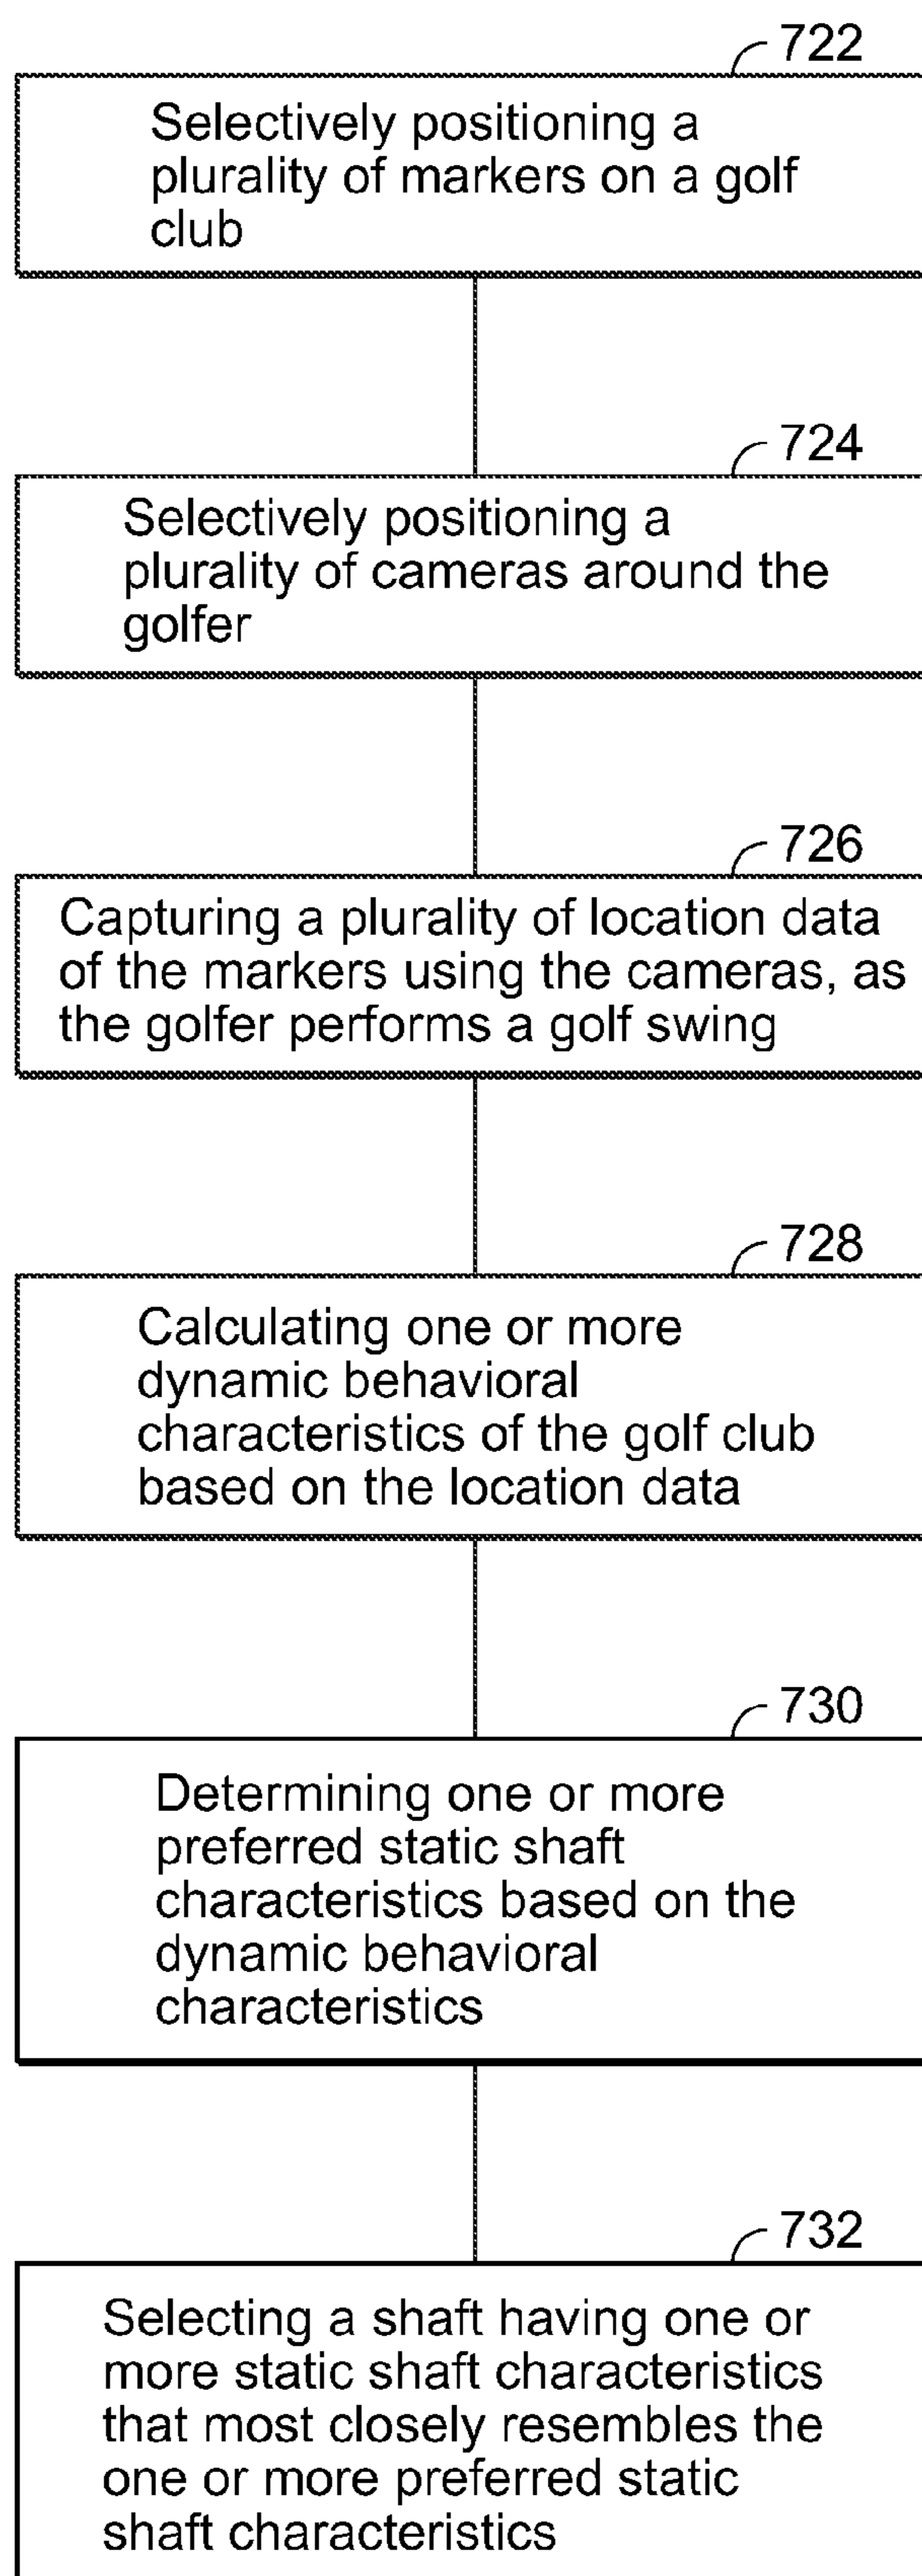 722
Selectively positioning a
plurality of markers on a golf
club
724
Selectively positioning a
plurality of cameras around the
golfer
726
Capturing a plurality of location data
of the markers using the cameras, as
the golfer performs a golf swing
728
Calculating one or more
dynamic behavioral
characteristics of the golf club
based on the location data
730
Determining one or more
preferred static shaft
characteristics based on the
dynamic behavioral
characteristics
732
Selecting a shaft having one or
more static shaft characteristics
that most closely resembles the
one or more preferred static
shaft characteristics